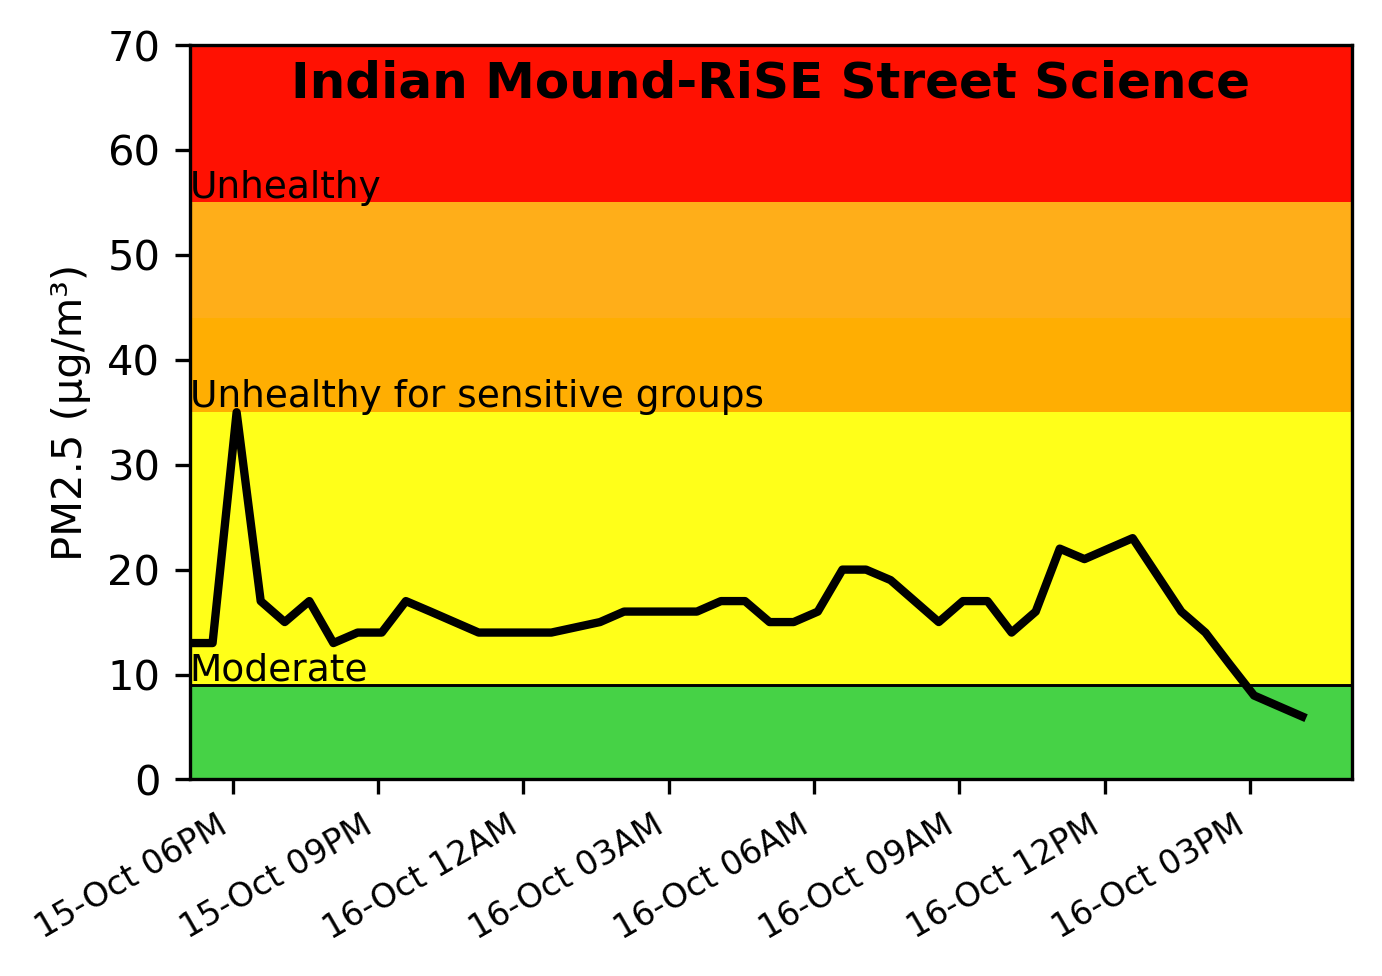 Indian Mound-RiSE Street Science
PM2.5 (µg/m³)
70
60
50
40
30
20
10
0
Unhealthy
Unhealthy for sensitive groups
Moderate
15-Oct 06PM
15-Oct 09PM
16-Oct 12AM
16-Oct 03AM
16-Oct 06AM
16-Oct 09AM
16-Oct 12PM
16-Oct 03PM